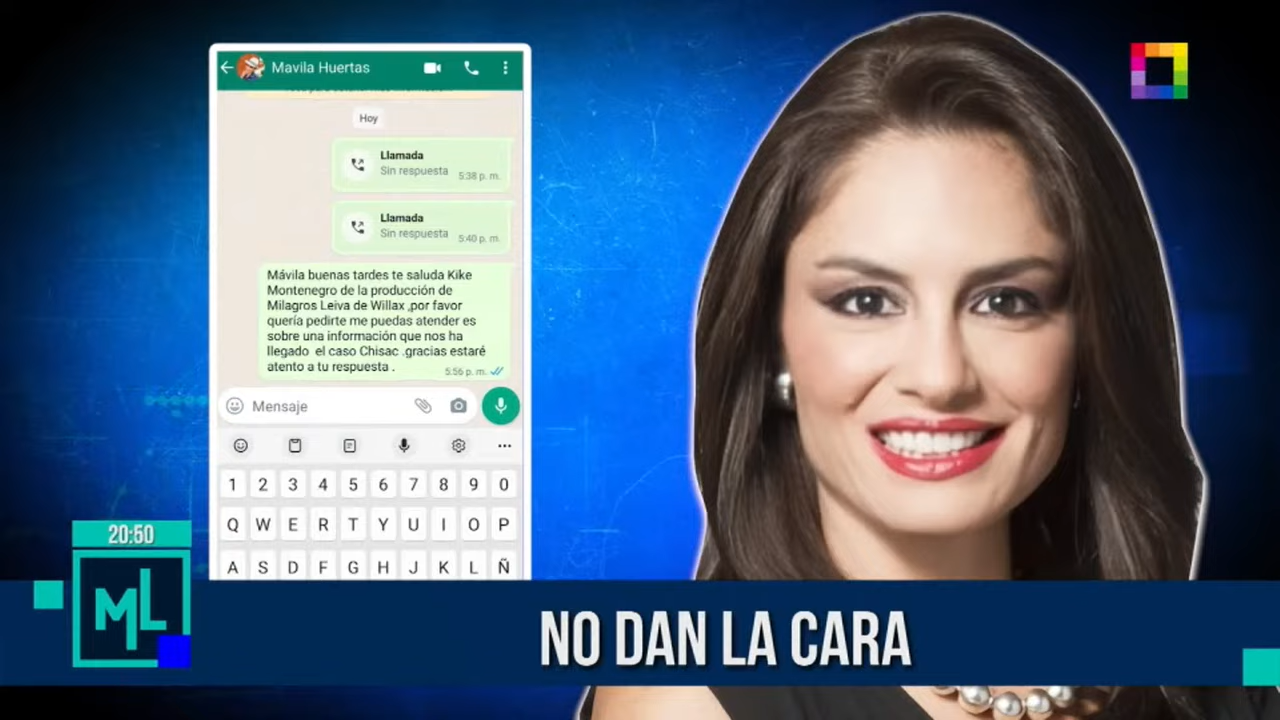 Mavila Huertas
Hoy
Llamada
Sin respuesta
5:38 p. m.
Llamada
Sin respuesta
5:40 p. m.
Mávila buenas tardes te saluda Kike
Montenegro de la producción de
Milagros Leiva de Willax ,por favor
quería pedirte me puedas atender es
sobre una información que nos ha
llegado el caso Chisac .gracias estaré
atento a tu respuesta .
5:56 p. m.
Mensaje
1 2 3 4 5 6 7 8 9 0
Q W E R T Y U I O P
A S D F G H J K L Ñ
20:50
ML
NO DAN LA CARA